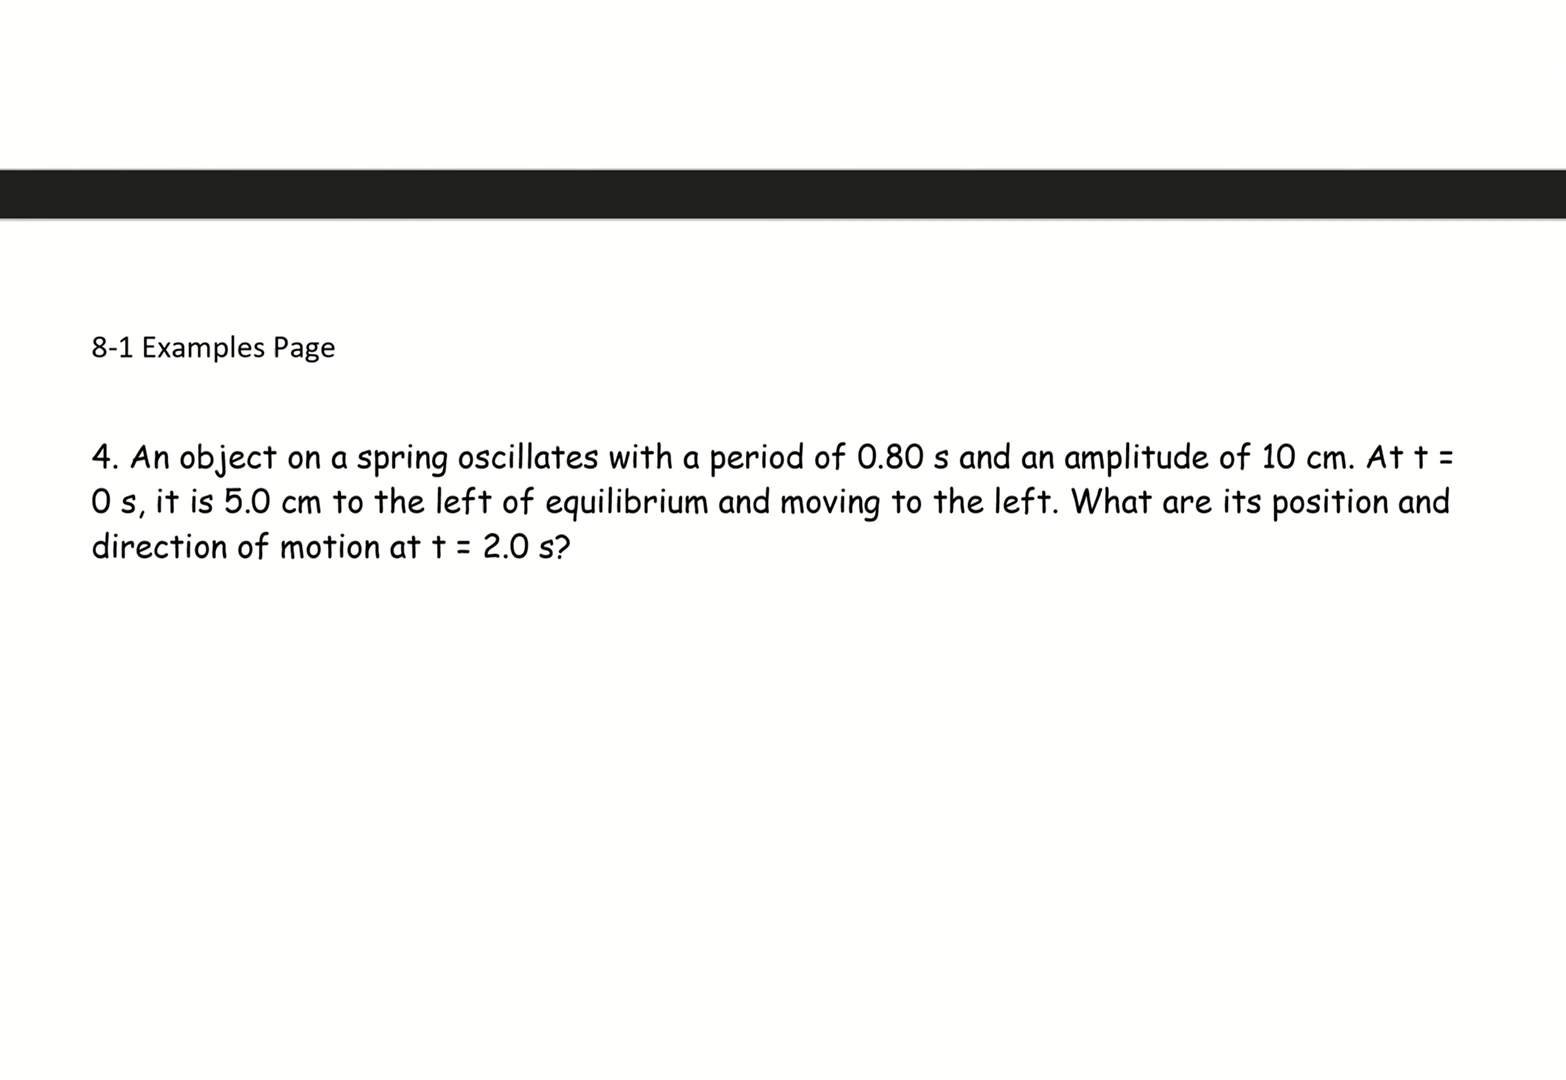 8-1 Examples Page
4. An object on a spring oscillates with a period of 0.80 s and an amplitude of 10 cm. At t =
0 s, it is 5.0 cm to the left of equilibrium and moving to the left. What are its position and
direction of motion at t = 2.0 s?